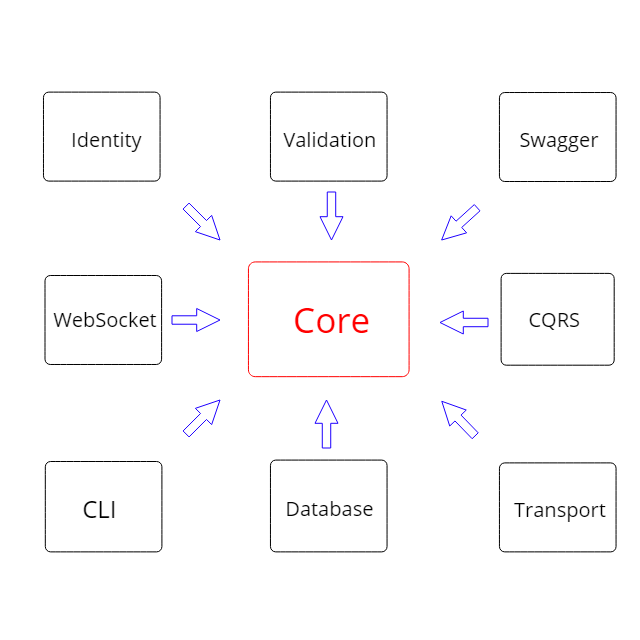 Identity
Validation
Swagger
WebSocket
Core
CQRS
CLI
Database
Transport